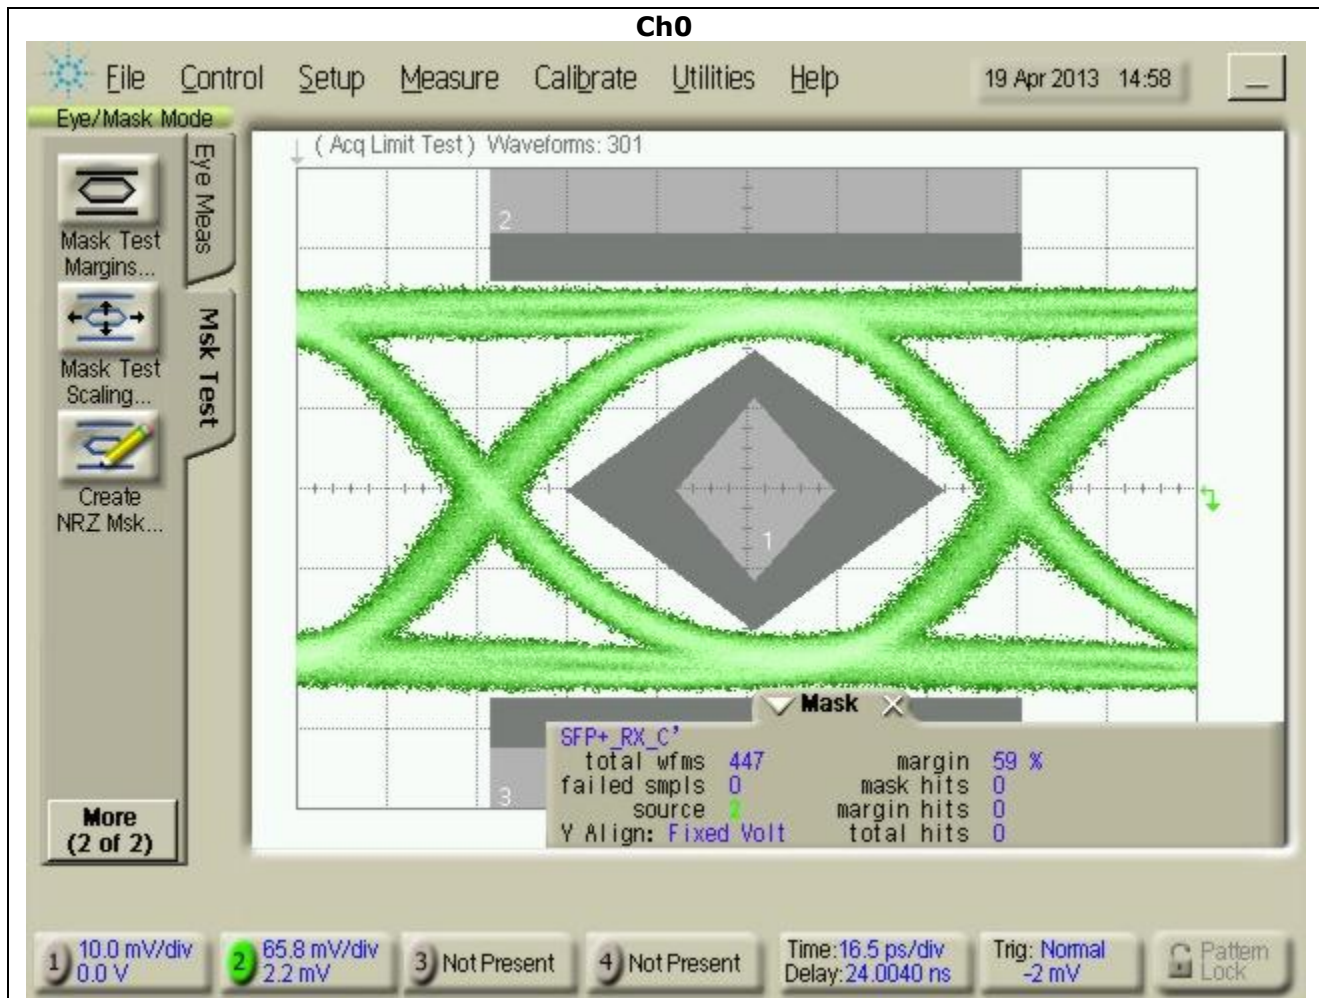 Ch0
File Control Setup Measure Calibrate Utilities Help 19 Apr 2013 14:58
Eye/Mask Mode
Eye Meas
Msk Test
Mask Test
Margins...
Mask Test
Scaling...
Create
NRZ Msk...
More
(2 of 2)
( Acq Limit Test ) Waveforms: 301
2
1
3
Mask
SFP+_RX_C’
total wfms 447 margin 59 %
failed smpls 0 mask hits 0
source 2 margin hits 0
Y Align: Fixed Volt total hits 0
1 10.0 mV/div
0.0 V
2 65.8 mV/div
2.2 mV
3 Not Present
4 Not Present
Time:16.5 ps/div
Delay:24.0040 ns
Trig: Normal
-2 mV
Pattern
Lock